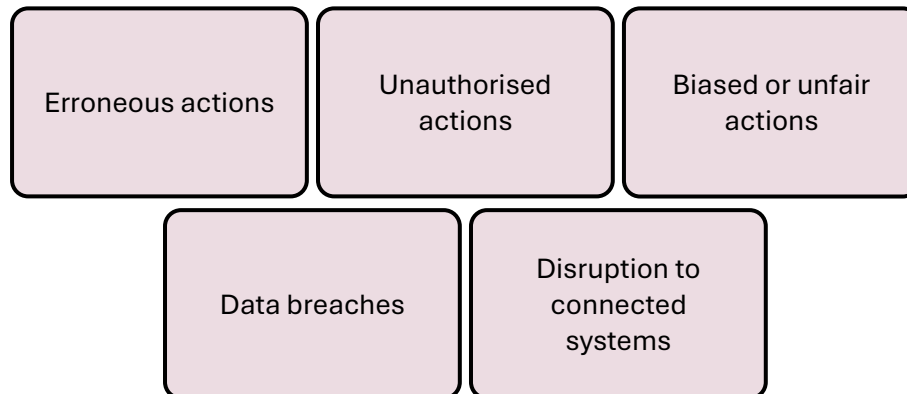 Erroneous actions
Unauthorised
actions
Biased or unfair
actions
Data breaches
Disruption to
connected
systems